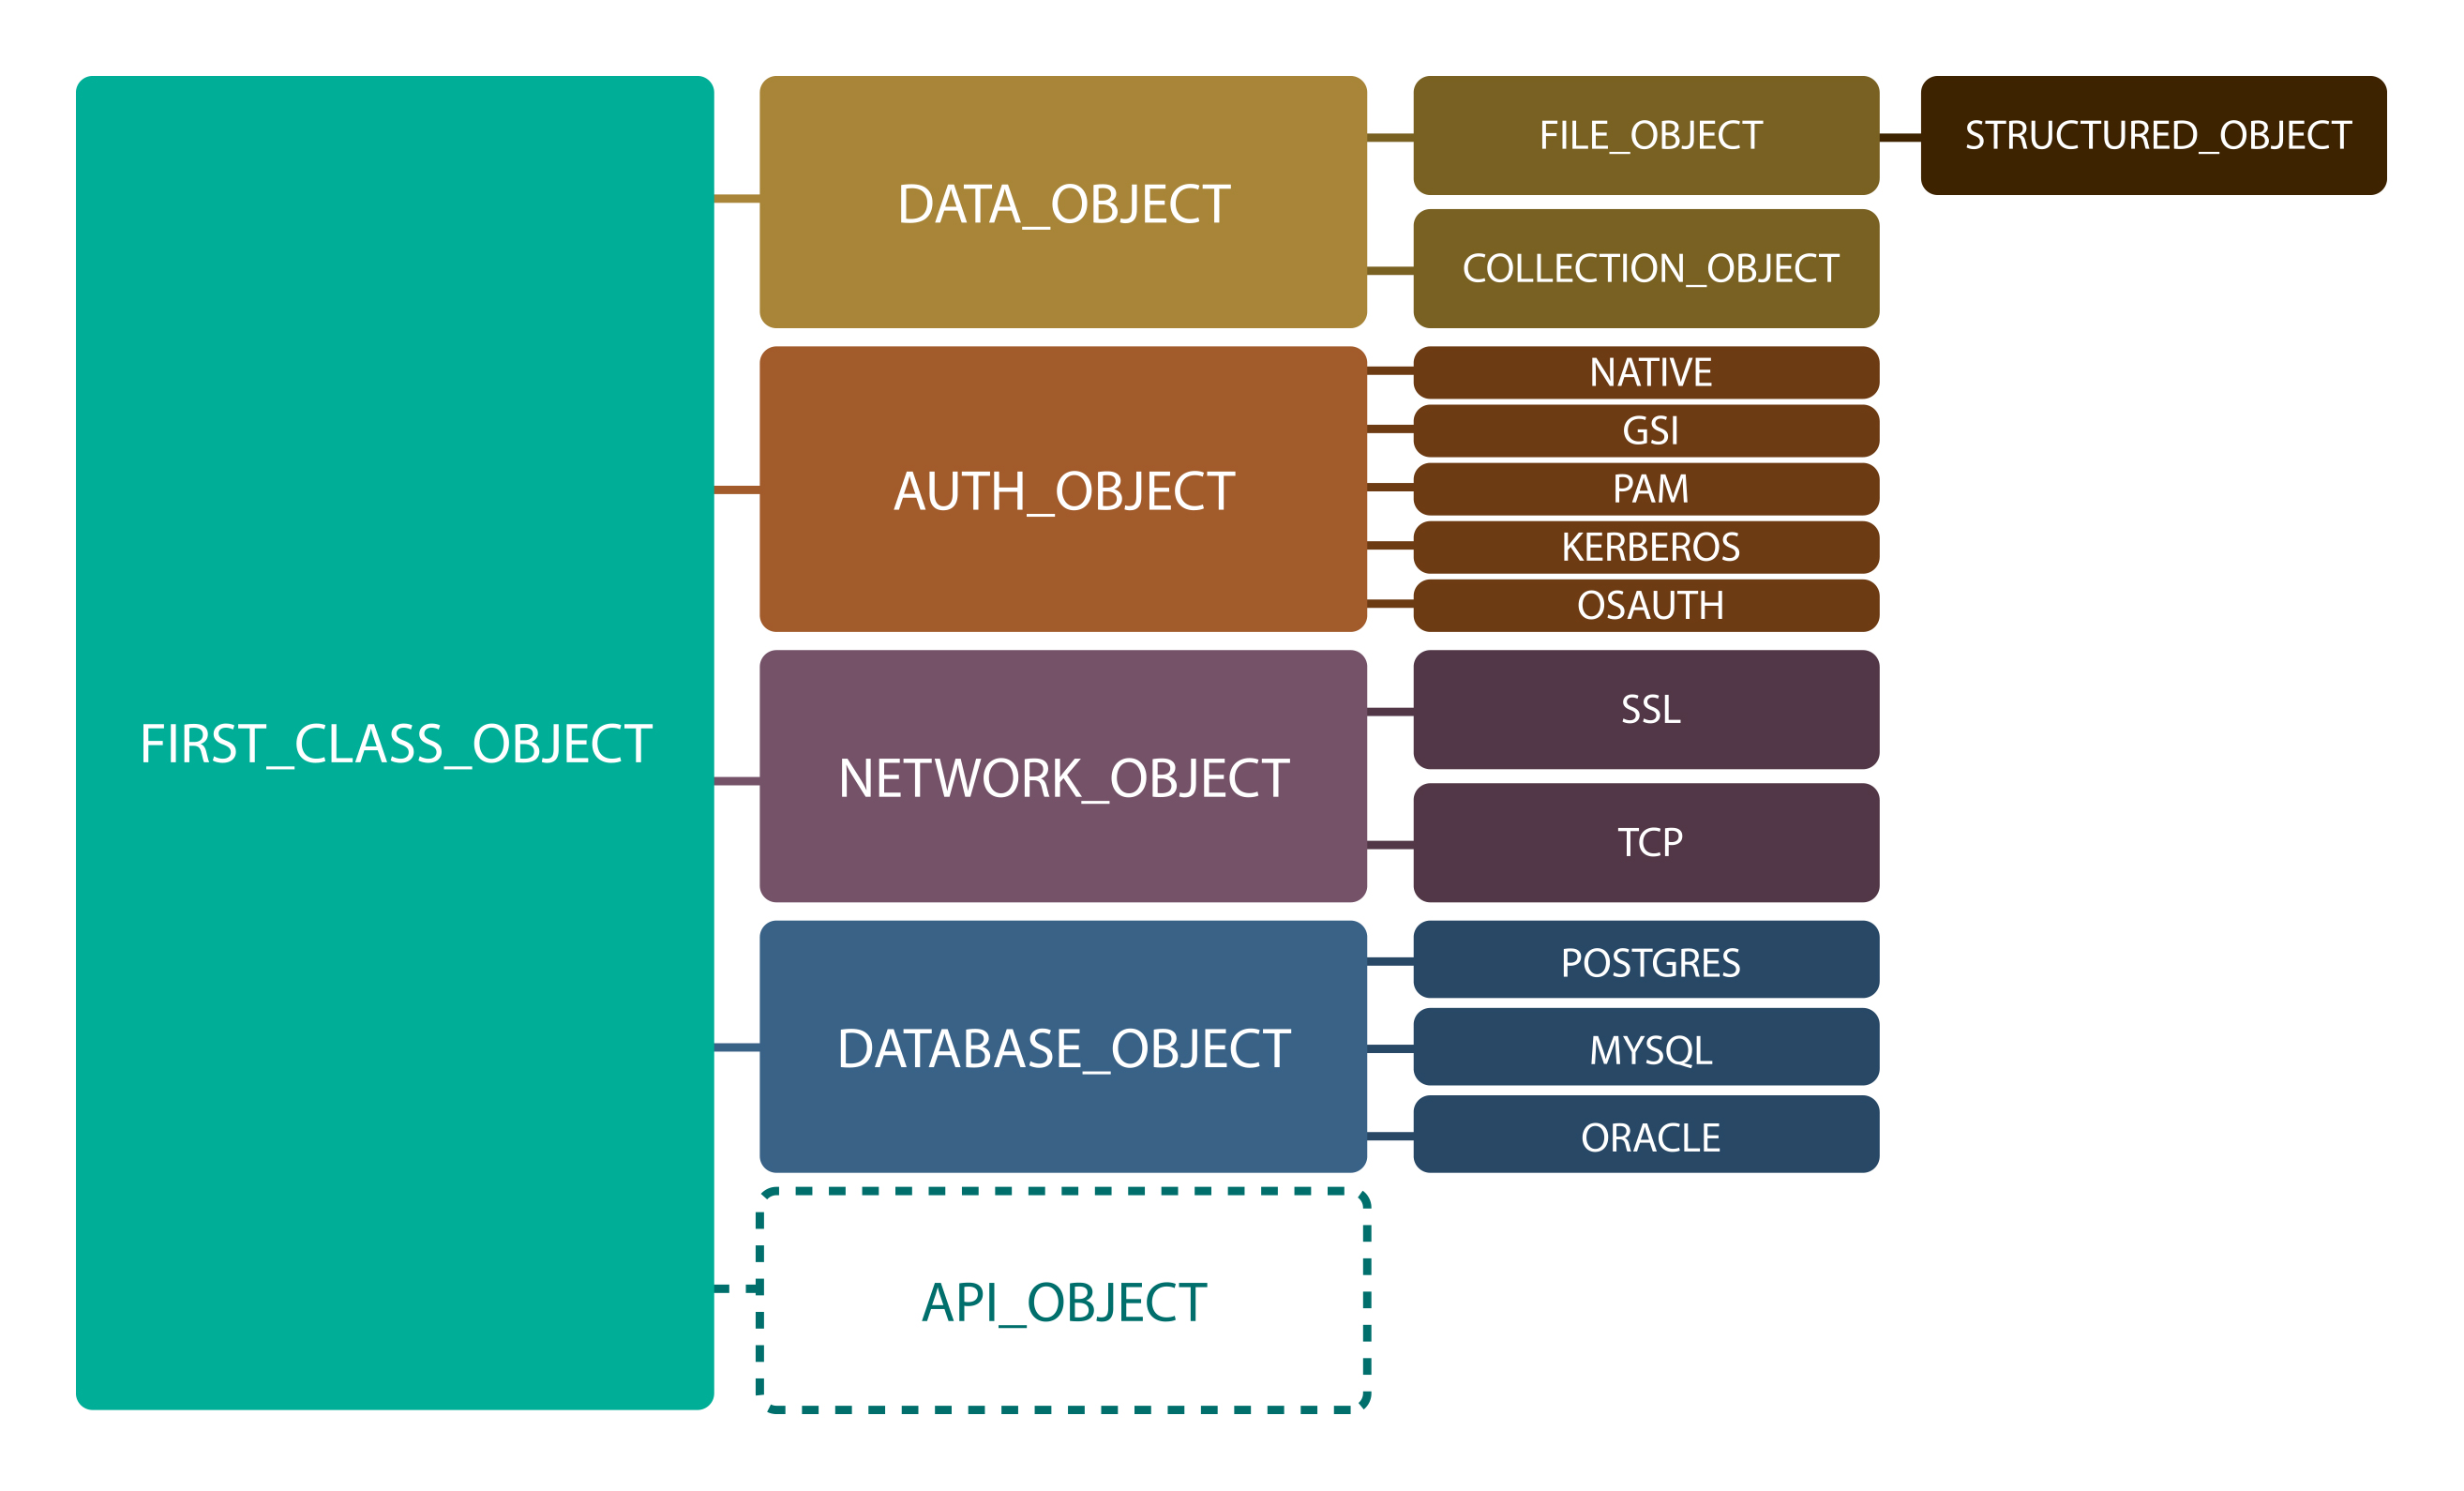 FIRST_CLASS_OBJECT
DATA_OBJECT
FILE_OBJECT
STRUCTURED_OBJECT
COLLECTION_OBJECT
AUTH_OBJECT
NATIVE
GSI
PAM
KERBEROS
OSAUTH
NETWORK_OBJECT
SSL
TCP
DATABASE_OBJECT
POSTGRES
MYSQL
ORACLE
API_OBJECT